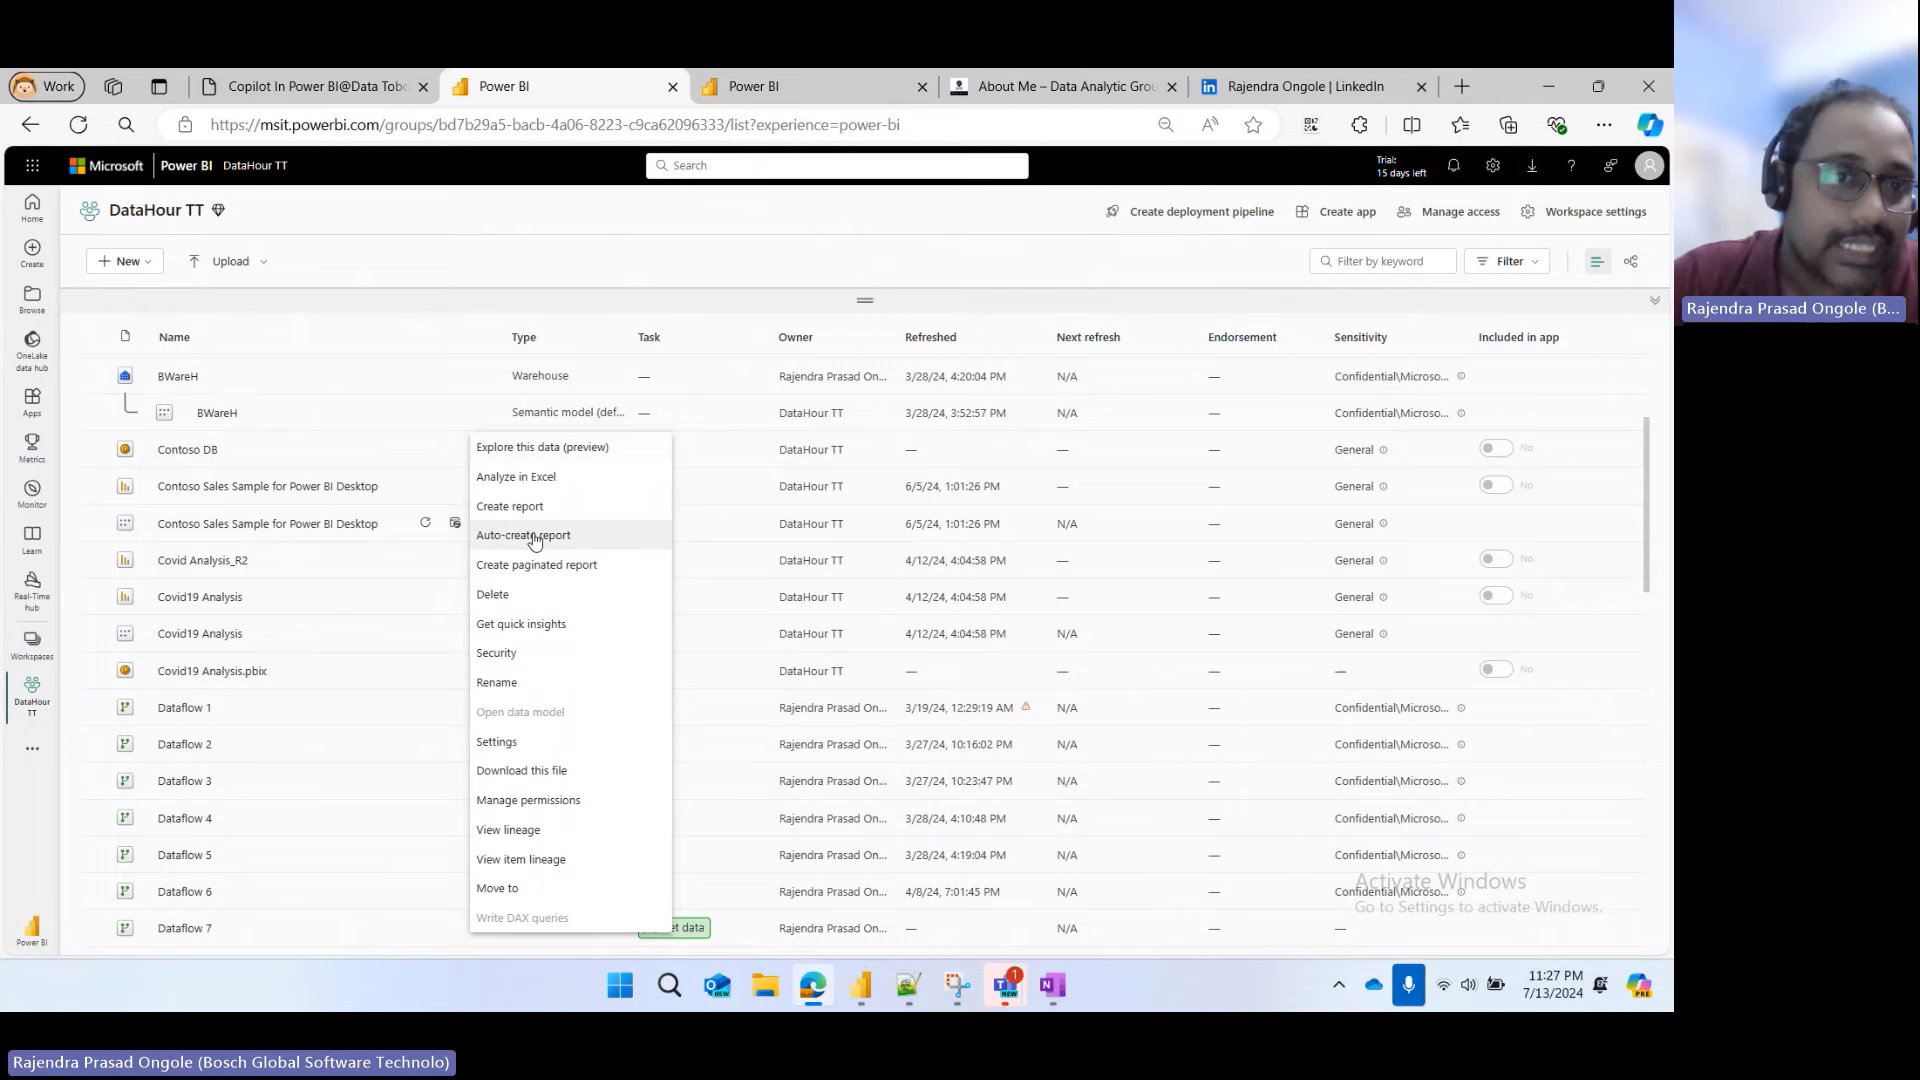 Work
Copilot In Power BI@Data Tobo
Power BI
Power BI
About Me – Data Analytic Grou
Rajendra Ongole | LinkedIn
https://msit.powerbi.com/groups/bd7b29a5-bacb-4a06-8223-c9ca62096333/list?experience=power-bi
Microsoft Power BI DataHour TT
Search
Trial:
15 days left
Home
Create
Browse
OneLake
data hub
Apps
Metrics
Monitor
Learn
Real-Time
hub
Workspaces
DataHour
TT
Power BI
DataHour TT
Create deployment pipeline Create app Manage access Workspace settings
New Upload Filter by keyword Filter
Name Type Task Owner Refreshed Next refresh Endorsement Sensitivity Included in app
BWareH Warehouse — Rajendra Prasad On... 3/28/24, 4:20:04 PM N/A — Confidential\Microso...
BWareH Semantic model (def... — DataHour TT 3/28/24, 3:52:57 PM N/A — Confidential\Microso...
Contoso DB DataHour TT — — — General No
Contoso Sales Sample for Power BI Desktop DataHour TT 6/5/24, 1:01:26 PM — — General No
Contoso Sales Sample for Power BI Desktop DataHour TT 6/5/24, 1:01:26 PM N/A — General
Covid Analysis_R2 DataHour TT 4/12/24, 4:04:58 PM — — General No
Covid19 Analysis DataHour TT 4/12/24, 4:04:58 PM — — General No
Covid19 Analysis DataHour TT 4/12/24, 4:04:58 PM N/A — General
Covid19 Analysis.pbix DataHour TT — — — — No
Dataflow 1 Rajendra Prasad On... 3/19/24, 12:29:19 AM N/A — Confidential\Microso...
Dataflow 2 Rajendra Prasad On... 3/27/24, 10:16:02 PM N/A — Confidential\Microso...
Dataflow 3 Rajendra Prasad On... 3/27/24, 10:23:47 PM N/A — Confidential\Microso...
Dataflow 4 Rajendra Prasad On... 3/28/24, 4:10:48 PM N/A — Confidential\Microso...
Dataflow 5 Rajendra Prasad On... 3/28/24, 4:19:04 PM N/A — Confidential\Microso...
Dataflow 6 Rajendra Prasad On... 4/8/24, 7:01:45 PM N/A — Confidential\Microso...
Dataflow 7 data Rajendra Prasad On... — N/A — —
Explore this data (preview)
Analyze in Excel
Create report
Auto-create report
Create paginated report
Delete
Get quick insights
Security
Rename
Open data model
Settings
Download this file
Manage permissions
View lineage
View item lineage
Move to
Write DAX queries
Activate Windows
Go to Settings to activate Windows.
NEW
1
NEW
11:27 PM
7/13/2024
PRE
Rajendra Prasad Ongole (B...
Rajendra Prasad Ongole (Bosch Global Software Technolo)